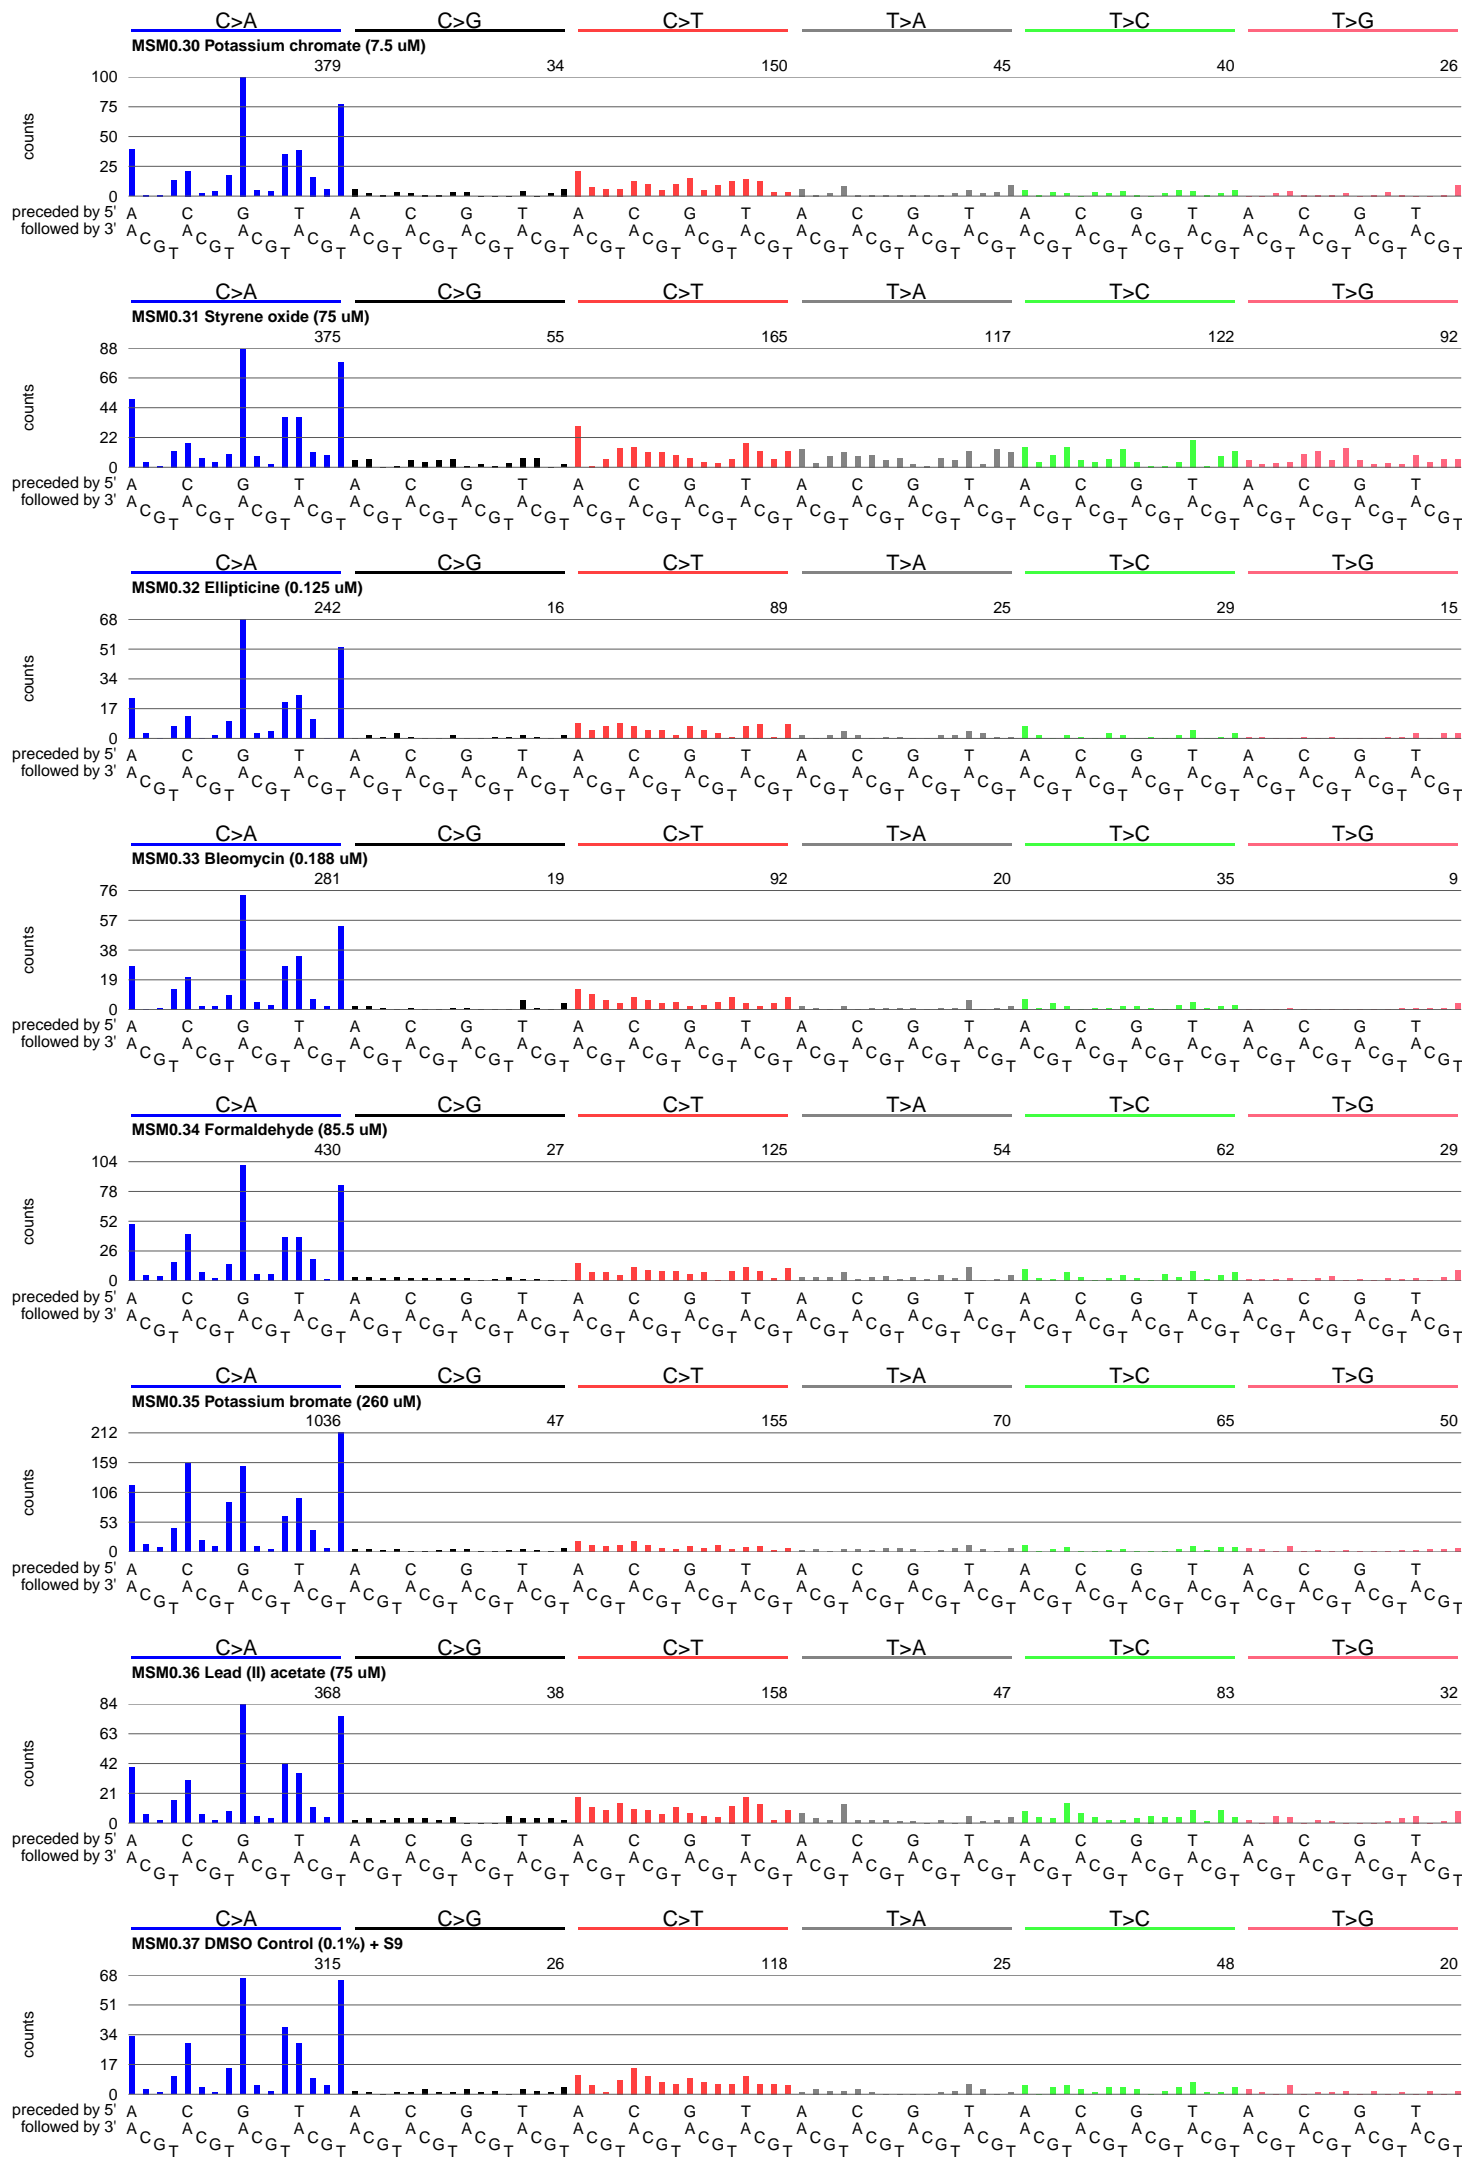 C>A C>G C>T T>A T>C T>G
MSM0.30 Potassium chromate (7.5 uM)
379 34 150 45 40 26
100
75
50
25
0
counts
preceded by 5' A C G T A C G T A C G T A C G T A C G T A C G T
followed by 3' A C G T A C G T A C G T A C G T A C G T A C G T A C G T A C G T A C G T A C G T A C G T A C G T A C G T A C G T A C G T A C G T A C G T A C G T A C G T A C G T A C G T A C G T A C G T A C G T
C>A C>G C>T T>A T>C T>G
MSM0.31 Styrene oxide (75 uM)
375 55 165 117 122 92
88
66
44
22
0
counts
preceded by 5' A C G T A C G T A C G T A C G T A C G T A C G T
followed by 3' A C G T A C G T A C G T A C G T A C G T A C G T A C G T A C G T A C G T A C G T A C G T A C G T A C G T A C G T A C G T A C G T A C G T A C G T A C G T A C G T A C G T A C G T A C G T A C G T
C>A C>G C>T T>A T>C T>G
MSM0.32 Ellipticine (0.125 uM)
242 16 89 25 29 15
68
51
34
17
0
counts
preceded by 5' A C G T A C G T A C G T A C G T A C G T A C G T
followed by 3' A C G T A C G T A C G T A C G T A C G T A C G T A C G T A C G T A C G T A C G T A C G T A C G T A C G T A C G T A C G T A C G T A C G T A C G T A C G T A C G T A C G T A C G T A C G T A C G T
C>A C>G C>T T>A T>C T>G
MSM0.33 Bleomycin (0.188 uM)
281 19 92 20 35 9
76
57
38
19
0
counts
preceded by 5' A C G T A C G T A C G T A C G T A C G T A C G T
followed by 3' A C G T A C G T A C G T A C G T A C G T A C G T A C G T A C G T A C G T A C G T A C G T A C G T A C G T A C G T A C G T A C G T A C G T A C G T A C G T A C G T A C G T A C G T A C G T A C G T
C>A C>G C>T T>A T>C T>G
MSM0.34 Formaldehyde (85.5 uM)
430 27 125 54 62 29
104
78
52
26
0
counts
preceded by 5' A C G T A C G T A C G T A C G T A C G T A C G T
followed by 3' A C G T A C G T A C G T A C G T A C G T A C G T A C G T A C G T A C G T A C G T A C G T A C G T A C G T A C G T A C G T A C G T A C G T A C G T A C G T A C G T A C G T A C G T A C G T A C G T
C>A C>G C>T T>A T>C T>G
MSM0.35 Potassium bromate (260 uM)
1036 47 155 70 65 50
212
159
106
53
0
counts
preceded by 5' A C G T A C G T A C G T A C G T A C G T A C G T
followed by 3' A C G T A C G T A C G T A C G T A C G T A C G T A C G T A C G T A C G T A C G T A C G T A C G T A C G T A C G T A C G T A C G T A C G T A C G T A C G T A C G T A C G T A C G T A C G T A C G T
C>A C>G C>T T>A T>C T>G
MSM0.36 Lead (II) acetate (75 uM)
368 38 158 47 83 32
84
63
42
21
0
counts
preceded by 5' A C G T A C G T A C G T A C G T A C G T A C G T
followed by 3' A C G T A C G T A C G T A C G T A C G T A C G T A C G T A C G T A C G T A C G T A C G T A C G T A C G T A C G T A C G T A C G T A C G T A C G T A C G T A C G T A C G T A C G T A C G T A C G T
C>A C>G C>T T>A T>C T>G
MSM0.37 DMSO Control (0.1%) + S9
315 26 118 25 48 20
68
51
34
17
0
counts
preceded by 5' A C G T A C G T A C G T A C G T A C G T A C G T
followed by 3' A C G T A C G T A C G T A C G T A C G T A C G T A C G T A C G T A C G T A C G T A C G T A C G T A C G T A C G T A C G T A C G T A C G T A C G T A C G T A C G T A C G T A C G T A C G T A C G T